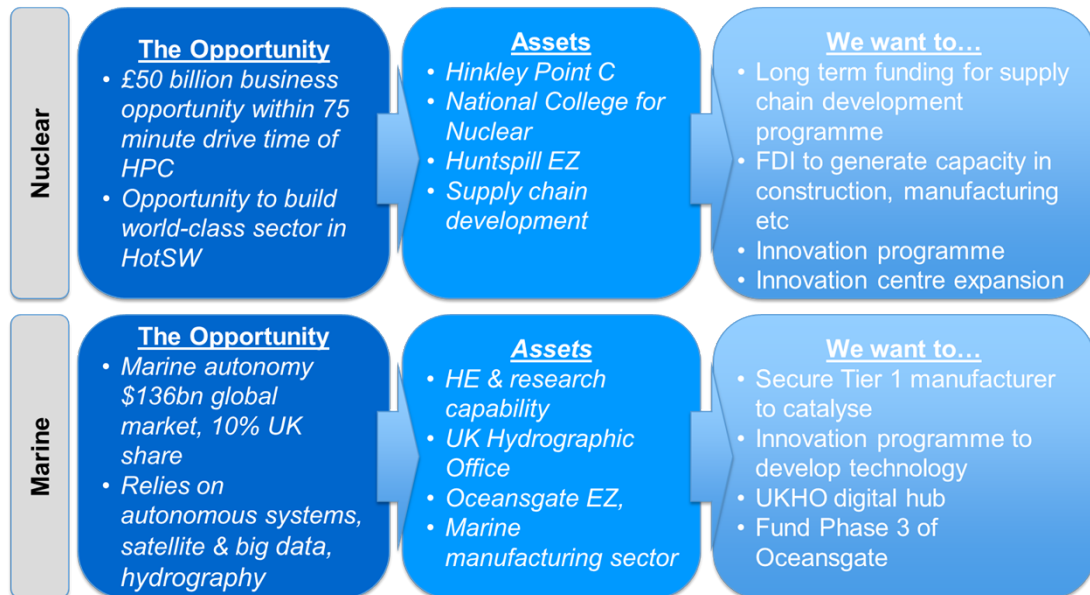 Nuclear
The Opportunity
• £50 billion business
opportunity within 75
minute drive time of
HPC
• Opportunity to build
world-class sector in
HotSW
Assets
• Hinkley Point C
• National College for
Nuclear
• Huntspill EZ
• Supply chain
development
We want to…
• Long term funding for supply
chain development
programme
• FDI to generate capacity in
construction, manufacturing
etc
• Innovation programme
• Innovation centre expansion
Marine
The Opportunity
• Marine autonomy
$136bn global
market, 10% UK
share
• Relies on
autonomous systems,
satellite & big data,
hydrography
Assets
• HE & research
capability
• UK Hydrographic
Office
• Oceansgate EZ,
• Marine
manufacturing sector
We want to…
• Secure Tier 1 manufacturer
to catalyse
• Innovation programme to
develop technology
• UKHO digital hub
• Fund Phase 3 of
Oceansgate